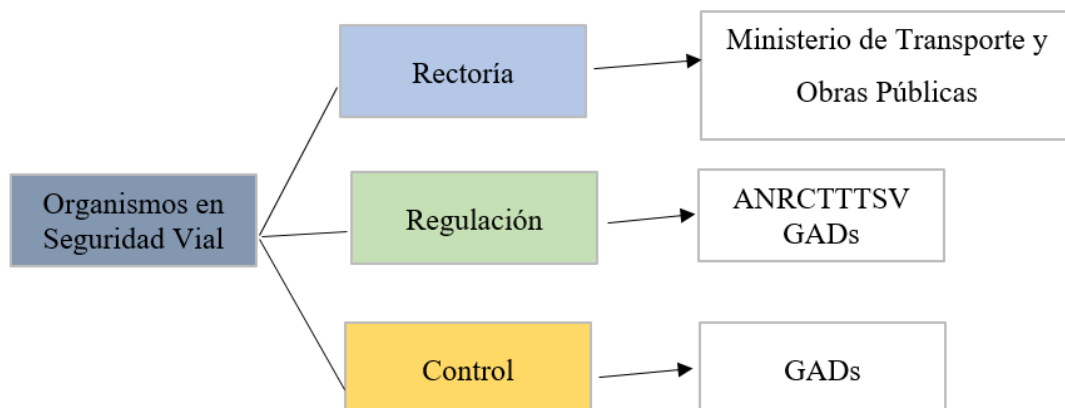 Organismos en
Seguridad Vial
Rectoría
Ministerio de Transporte y
Obras Públicas
Regulación
ANRCTTTSV
GADs
Control
GADs